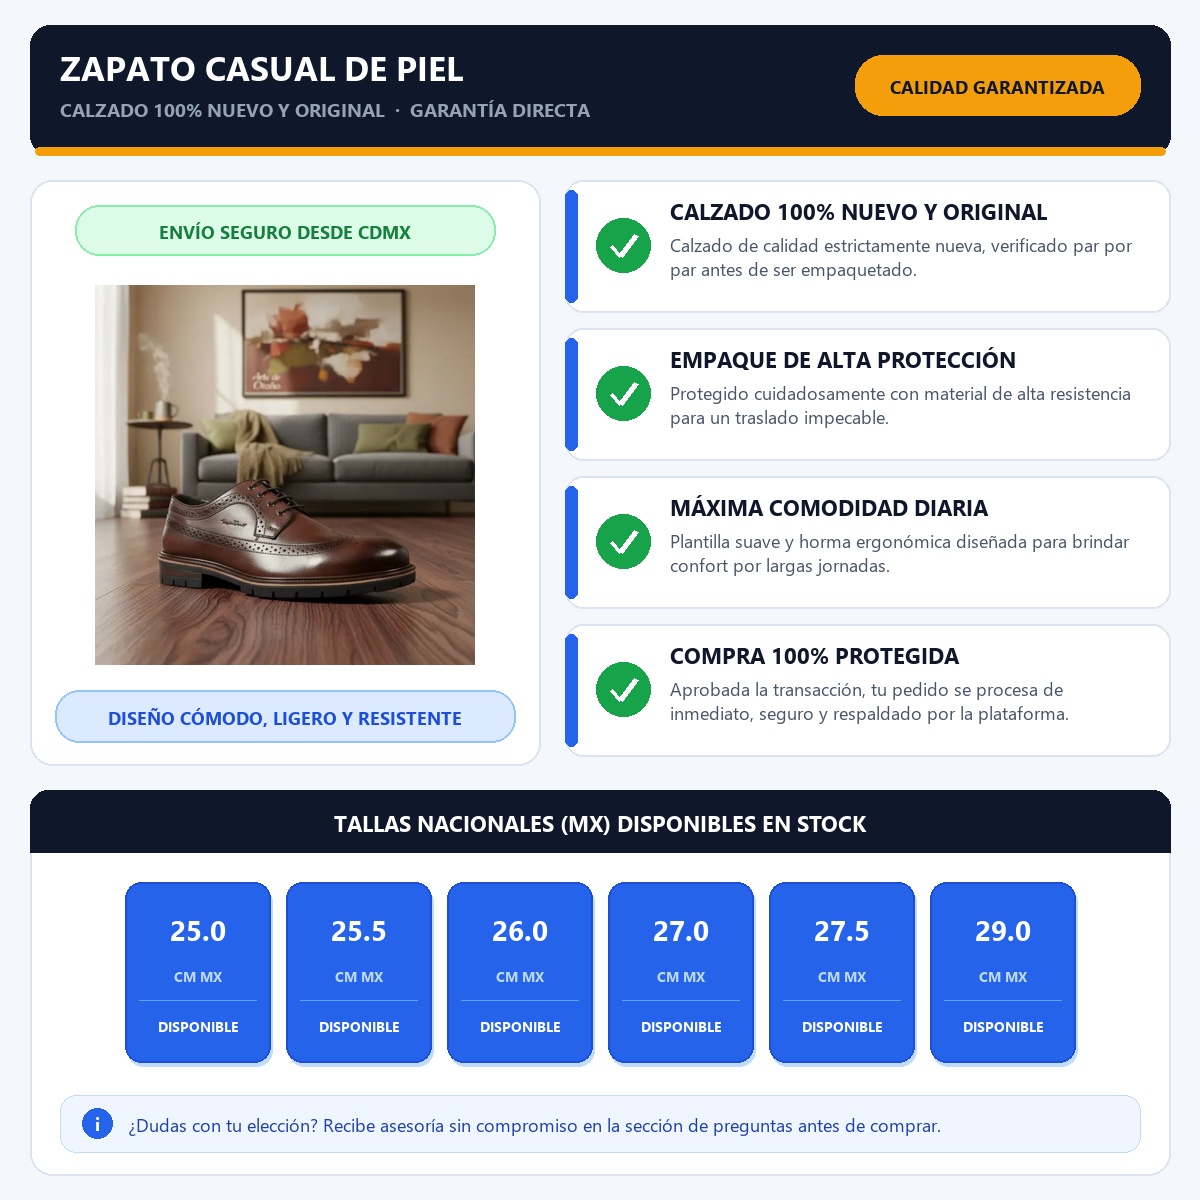 ZAPATO CASUAL DE PIEL
CALZADO 100% NUEVO Y ORIGINAL · GARANTÍA DIRECTA
CALIDAD GARANTIZADA
ENVÍO SEGURO DESDE CDMX
Arte de
Otoño
DISEÑO CÓMODO, LIGERO Y RESISTENTE
CALZADO 100% NUEVO Y ORIGINAL
Calzado de calidad estrictamente nueva, verificado par por
par antes de ser empaquetado.
EMPAQUE DE ALTA PROTECCIÓN
Protegido cuidadosamente con material de alta resistencia
para un traslado impecable.
MÁXIMA COMODIDAD DIARIA
Plantilla suave y horma ergonómica diseñada para brindar
confort por largas jornadas.
COMPRA 100% PROTEGIDA
Aprobada la transacción, tu pedido se procesa de
inmediato, seguro y respaldado por la plataforma.
TALLAS NACIONALES (MX) DISPONIBLES EN STOCK
25.0
CM MX
DISPONIBLE
25.5
CM MX
DISPONIBLE
26.0
CM MX
DISPONIBLE
27.0
CM MX
DISPONIBLE
27.5
CM MX
DISPONIBLE
29.0
CM MX
DISPONIBLE
¿Dudas con tu elección? Recibe asesoría sin compromiso en la sección de preguntas antes de comprar.